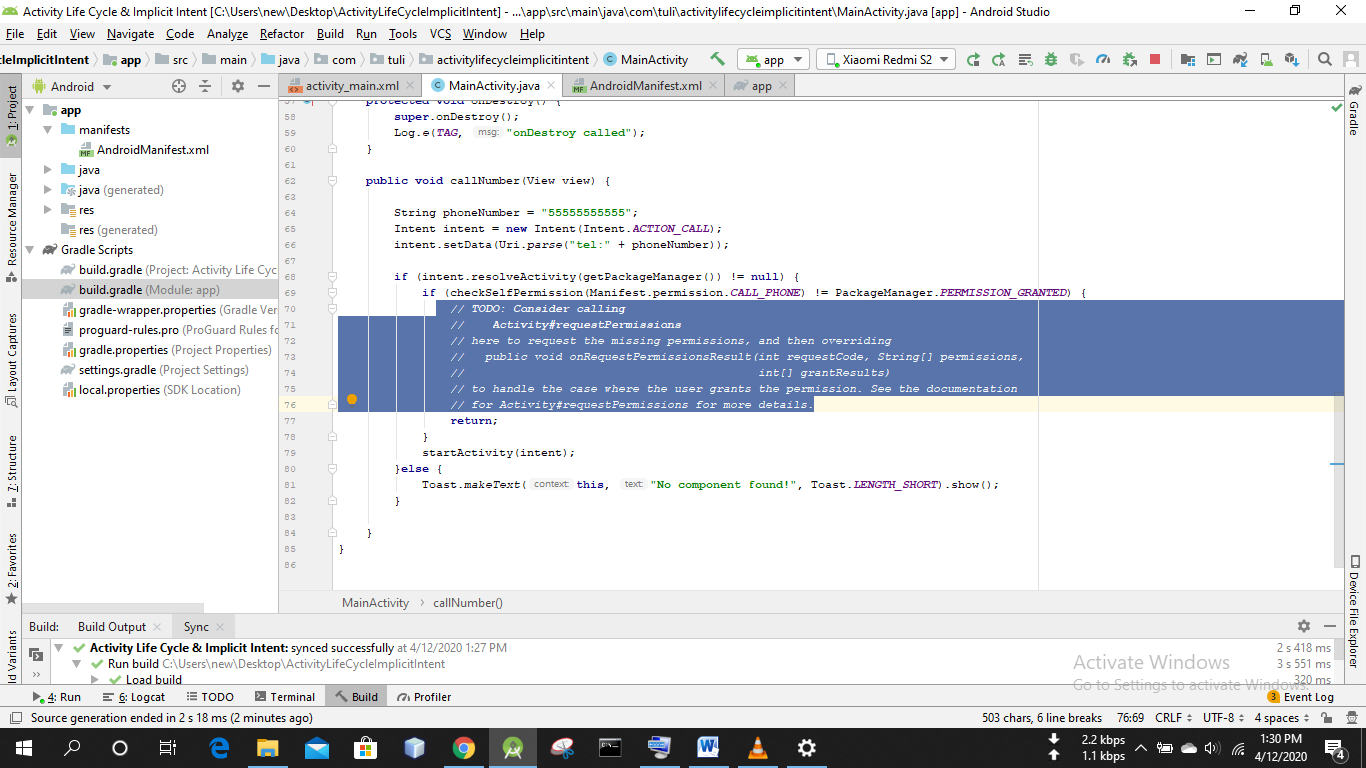 Activity Life Cycle & Implicit Intent [C:\Users\new\Desktop\ActivityLifeCycleImplicitIntent] - ...\app\src\main\java\com\tuli\activitylifecycleimplicitintent\MainActivity.java [app] - Android Studio
File Edit View Navigate Code Analyze Refactor Build Run Tools VCS Window Help
cleImplicitIntent app src main java com tuli activitylifecycleimplicitintent MainActivity app Xiaomi Redmi S2
Android activity_main.xml MainActivity.java AndroidManifest.xml app
1: Project
Resource Manager
Layout Captures
Z: Structure
2: Favorites
ld Variants
app
manifests
AndroidManifest.xml
java
java (generated)
res
res (generated)
Gradle Scripts
build.gradle (Project: Activity Life Cyc
build.gradle (Module: app)
gradle-wrapper.properties (Gradle Ver
proguard-rules.pro (ProGuard Rules fo
gradle.properties (Project Properties)
settings.gradle (Project Settings)
local.properties (SDK Location)
57 protected void onDestroy() {
58 super.onDestroy();
59 Log.e(TAG, msg: "onDestroy called");
60 }
61
62 public void callNumber(View view) {
63
64 String phoneNumber = "55555555555";
65 Intent intent = new Intent(Intent.ACTION_CALL);
66 intent.setData(Uri.parse("tel:" + phoneNumber));
67
68 if (intent.resolveActivity(getPackageManager()) != null) {
69 if (checkSelfPermission(Manifest.permission.CALL_PHONE) != PackageManager.PERMISSION_GRANTED) {
70 // TODO: Consider calling
71 // Activity#requestPermissions
72 // here to request the missing permissions, and then overriding
73 // public void onRequestPermissionsResult(int requestCode, String[] permissions,
74 // int[] grantResults)
75 // to handle the case where the user grants the permission. See the documentation
76 // for Activity#requestPermissions for more details.
77 return;
78 }
79 startActivity(intent);
80 }else {
81 Toast.makeText( context: this, text: "No component found!", Toast.LENGTH_SHORT).show();
82 }
83
84 }
85 }
86
MainActivity callNumber()
Gradle
Device File Explorer
Build: Build Output Sync
Activity Life Cycle & Implicit Intent: synced successfully at 4/12/2020 1:27 PM 2 s 418 ms
Run build C:\Users\new\Desktop\ActivityLifeCycleImplicitIntent 3 s 551 ms
Load build 320 ms
Activate Windows
Go to Settings to activate Windows.
4: Run 6: Logcat TODO Terminal Build Profiler 3 Event Log
Source generation ended in 2 s 18 ms (2 minutes ago) 503 chars, 6 line breaks 76:69 CRLF UTF-8 4 spaces
2.2 kbps
1.1 kbps
1:30 PM
4/12/2020
4